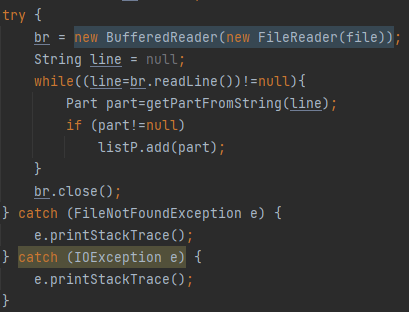 try {
    br = new BufferedReader(new FileReader(file));
    String line = null;
    while((line=br.readLine())!=null){
        Part part=getPartFromString(line);
        if (part!=null)
            listP.add(part);
    }
    br.close();
} catch (FileNotFoundException e) {
    e.printStackTrace();
} catch (IOException e) {
    e.printStackTrace();
}